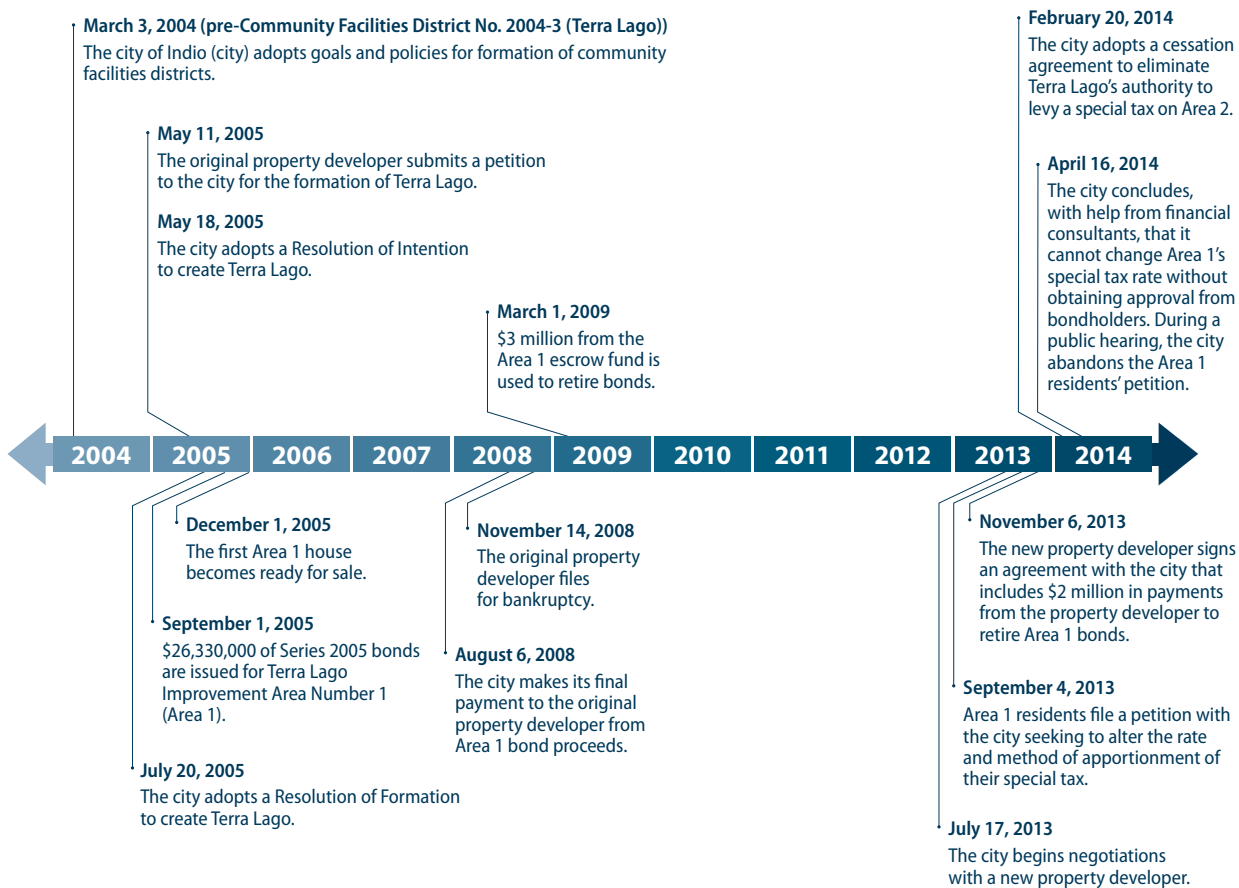 March 3, 2004 (pre-Community Facilities District No. 2004-3 (Terra Lago))
The city of Indio (city) adopts goals and policies for formation of community
facilities districts.
May 11, 2005
The original property developer submits a petition
to the city for the formation of Terra Lago.
May 18, 2005
The city adopts a Resolution of Intention
to create Terra Lago.
March 1, 2009
$3 million from the
Area 1 escrow fund is
used to retire bonds.
February 20, 2014
The city adopts a cessation
agreement to eliminate
Terra Lago's authority to
levy a special tax on Area 2.
April 16, 2014
The city concludes,
with help from financial
consultants, that it
cannot change Area 1's
special tax rate without
obtaining approval from
bondholders. During a
public hearing, the city
abandons the Area 1
residents' petition.
2004 2005 2006 2007 2008 2009 2010 2011 2012 2013 2014
December 1, 2005
The first Area 1 house
becomes ready for sale.
September 1, 2005
$26,330,000 of Series 2005 bonds
are issued for Terra Lago
Improvement Area Number 1
(Area 1).
July 20, 2005
The city adopts a Resolution of Formation
to create Terra Lago.
November 14, 2008
The original property
developer files
for bankruptcy.
August 6, 2008
The city makes its final
payment to the original
property developer from
Area 1 bond proceeds.
November 6, 2013
The new property developer signs
an agreement with the city that
includes $2 million in payments
from the property developer to
retire Area 1 bonds.
September 4, 2013
Area 1 residents file a petition with
the city seeking to alter the rate
and method of apportionment of
their special tax.
July 17, 2013
The city begins negotiations
with a new property developer.